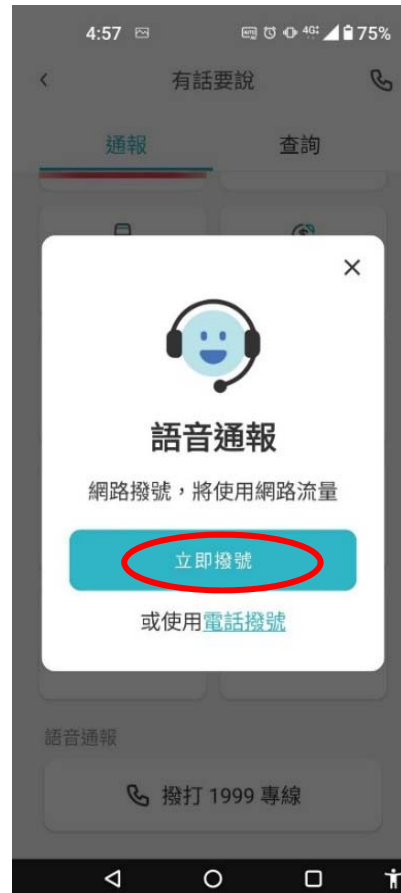 4:57
4G 75%
有話要說
通報
查詢
語音通報
網路撥號，將使用網路流量
立即撥號
或使用電話撥號
語音通報
撥打 1999 專線